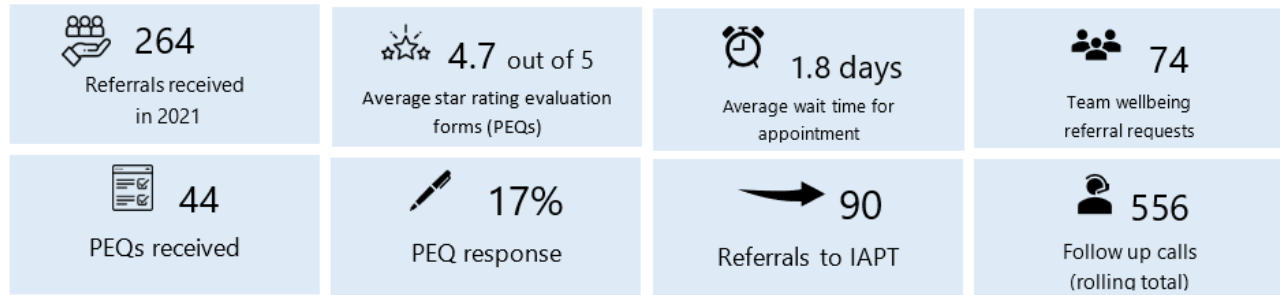 264
Referrals received
in 2021
4.7 out of 5
Average star rating evaluation
forms (PEQs)
1.8 days
Average wait time for
appointment
74
Team wellbeing
referral requests
44
PEQs received
17%
PEQ response
90
Referrals to IAPT
556
Follow up calls
(rolling total)